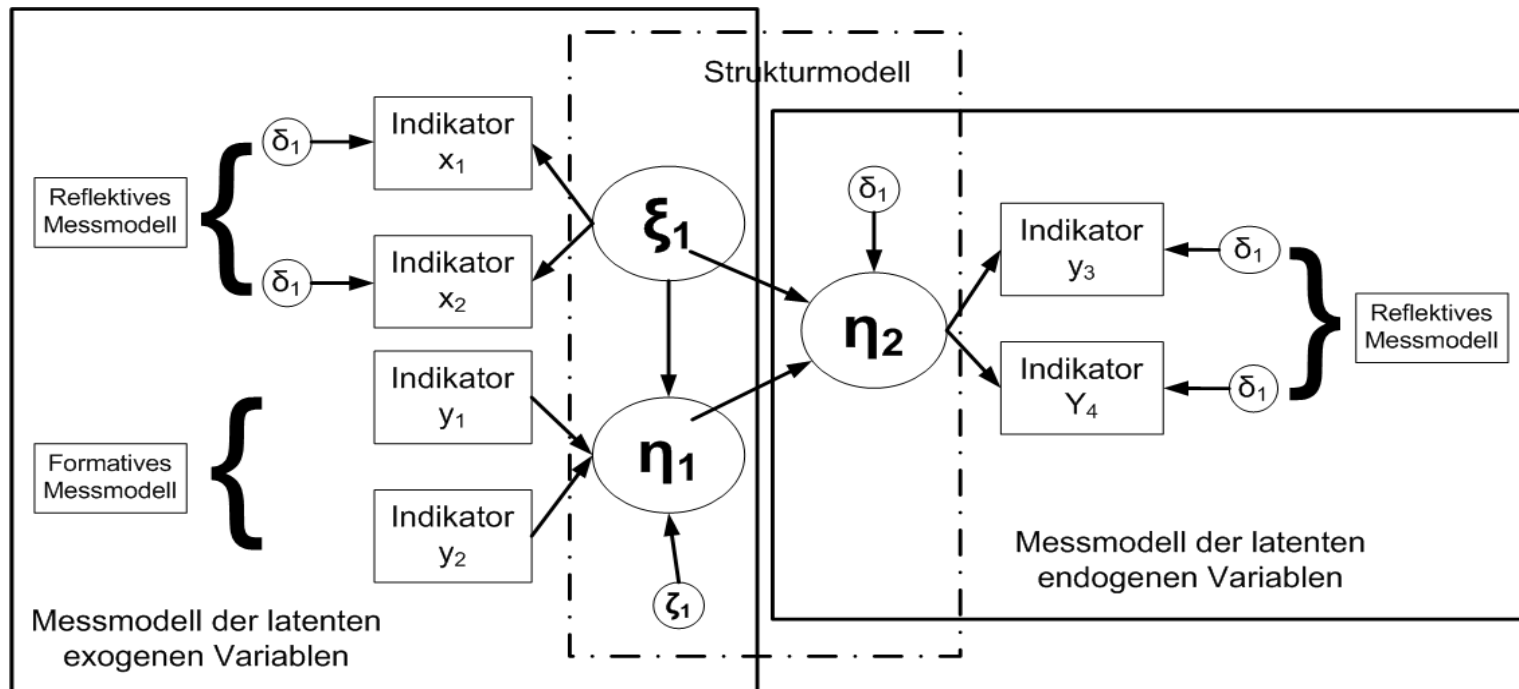 Strukturmodell
δ₁
Indikator
x₁
Reflektives
Messmodell
δ₁
Indikator
x₂
ξ₁
Indikator
y₁
Formatives
Messmodell
Indikator
y₂
η₁
ζ₁
Messmodell der latenten
exogenen Variablen
δ₁
η₂
Indikator
y₃
δ₁
Indikator
Y₄
δ₁
Reflektives
Messmodell
Messmodell der latenten
endogenen Variablen